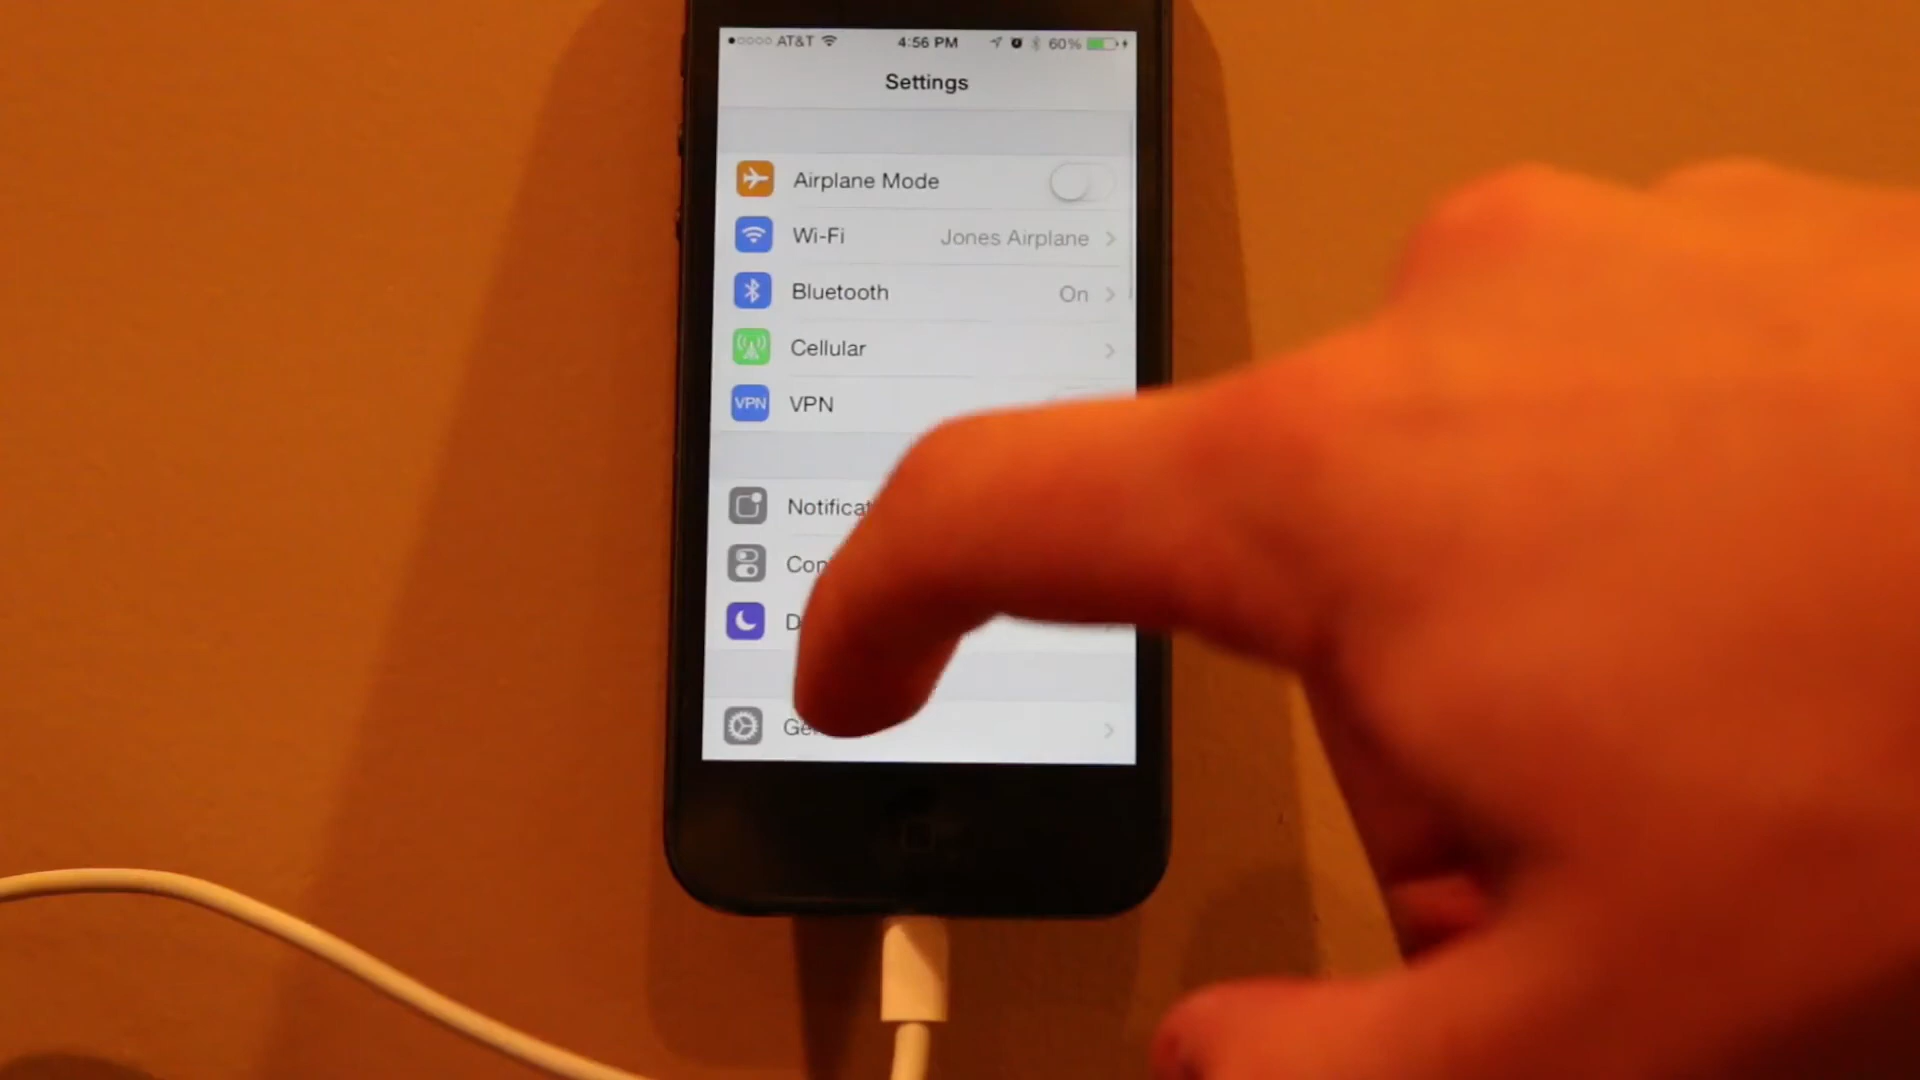 AT&T 4:56 PM 60%
Settings
Airplane Mode
Wi-Fi Jones Airplane
Bluetooth On
Cellular
VPN VPN